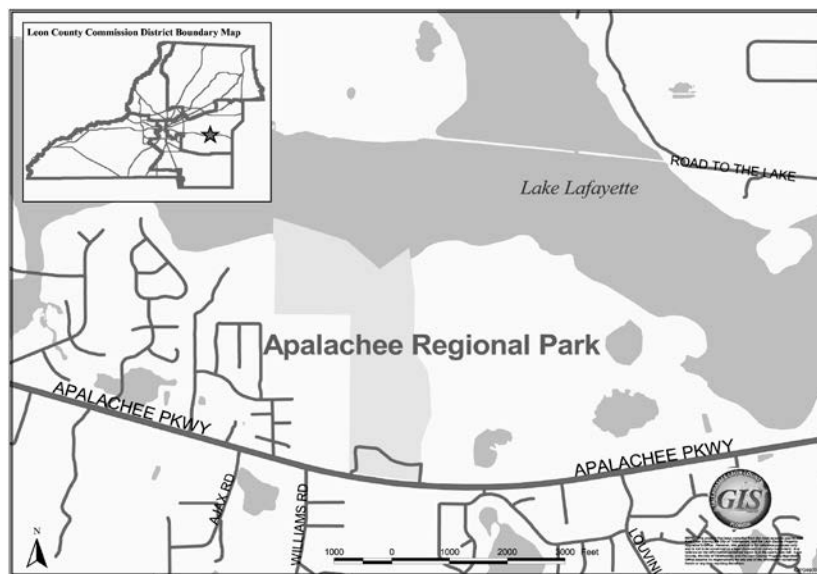 Leon County Commission District Boundary Map
ROAD TO THE LAKE
Lake Lafayette
Apalachee Regional Park
APALACHEE PKWY
APALACHEE PKWY
AJAX RD
WILLIAMS RD
LOUVINI
GIS
N
1000 0 1000 2000 3000 Feet